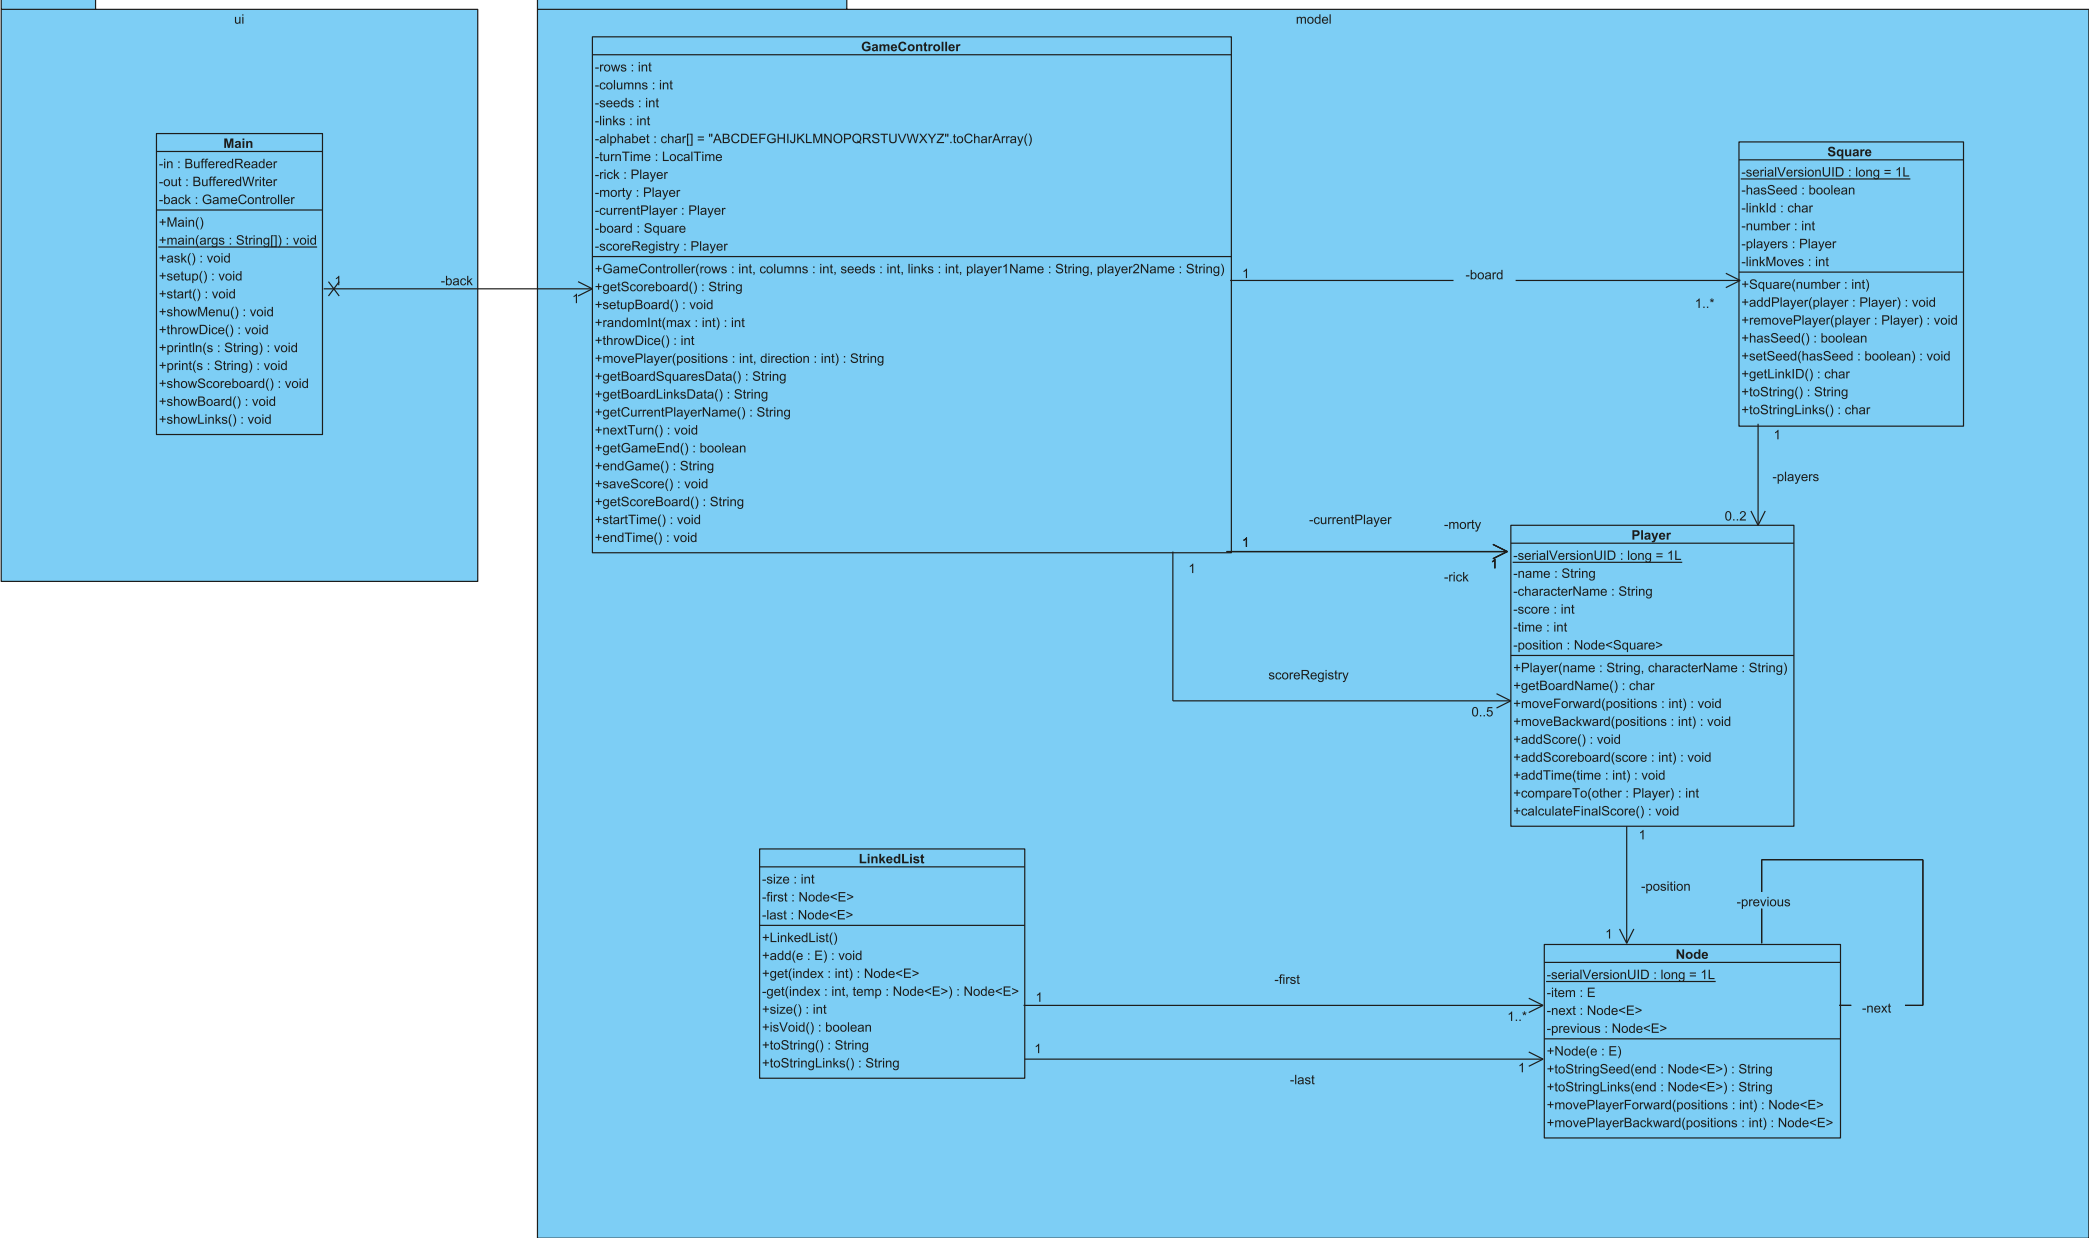 ui
Main
-in : BufferedReader
-out : BufferedWriter
-back : GameController
+Main()
+main(args : String[]) : void
+ask() : void
+setup() : void
+start() : void
+showMenu() : void
+throwDice() : void
+println(s : String) : void
+print(s : String) : void
+showScoreboard() : void
+showBoard() : void
+showLinks() : void
1
-back
1
model
GameController
-rows : int
-columns : int
-seeds : int
-links : int
-alphabet : char[] = "ABCDEFGHIJKLMNOPQRSTUVWXYZ".toCharArray()
-turnTime : LocalTime
-rick : Player
-morty : Player
-currentPlayer : Player
-board : Square
-scoreRegistry : Player
+GameController(rows : int, columns : int, seeds : int, links : int, player1Name : String, player2Name : String)
+getScoreboard() : String
+setupBoard() : void
+randomInt(max : int) : int
+throwDice() : int
+movePlayer(positions : int, direction : int) : String
+getBoardSquaresData() : String
+getBoardLinksData() : String
+getCurrentPlayerName() : String
+nextTurn() : void
+getGameEnd() : boolean
+endGame() : String
+saveScore() : void
+getScoreBoard() : String
+startTime() : void
+endTime() : void
1
-board
1..*
Square
-serialVersionUID : long = 1L
-hasSeed : boolean
-linkId : char
-number : int
-players : Player
-linkMoves : int
+Square(number : int)
+addPlayer(player : Player) : void
+removePlayer(player : Player) : void
+hasSeed() : boolean
+setSeed(hasSeed : boolean) : void
+getLinkID() : char
+toString() : String
+toStringLinks() : char
1
-players
0..2
1
-currentPlayer
-morty
-rick
1
1
scoreRegistry
0..5
Player
-serialVersionUID : long = 1L
-name : String
-characterName : String
-score : int
-time : int
-position : Node<Square>
+Player(name : String, characterName : String)
+getBoardName() : char
+moveForward(positions : int) : void
+moveBackward(positions : int) : void
+addScore() : void
+addScoreboard(score : int) : void
+addTime(time : int) : void
+compareTo(other : Player) : int
+calculateFinalScore() : void
1
-position
1
LinkedList
-size : int
-first : Node<E>
-last : Node<E>
+LinkedList()
+add(e : E) : void
+get(index : int) : Node<E>
-get(index : int, temp : Node<E>) : Node<E>
+size() : int
+isVoid() : boolean
+toString() : String
+toStringLinks() : String
1
-first
1..*
1
-last
1
-previous
-next
Node
-serialVersionUID : long = 1L
-item : E
-next : Node<E>
-previous : Node<E>
+Node(e : E)
+toStringSeed(end : Node<E>) : String
+toStringLinks(end : Node<E>) : String
+movePlayerForward(positions : int) : Node<E>
+movePlayerBackward(positions : int) : Node<E>